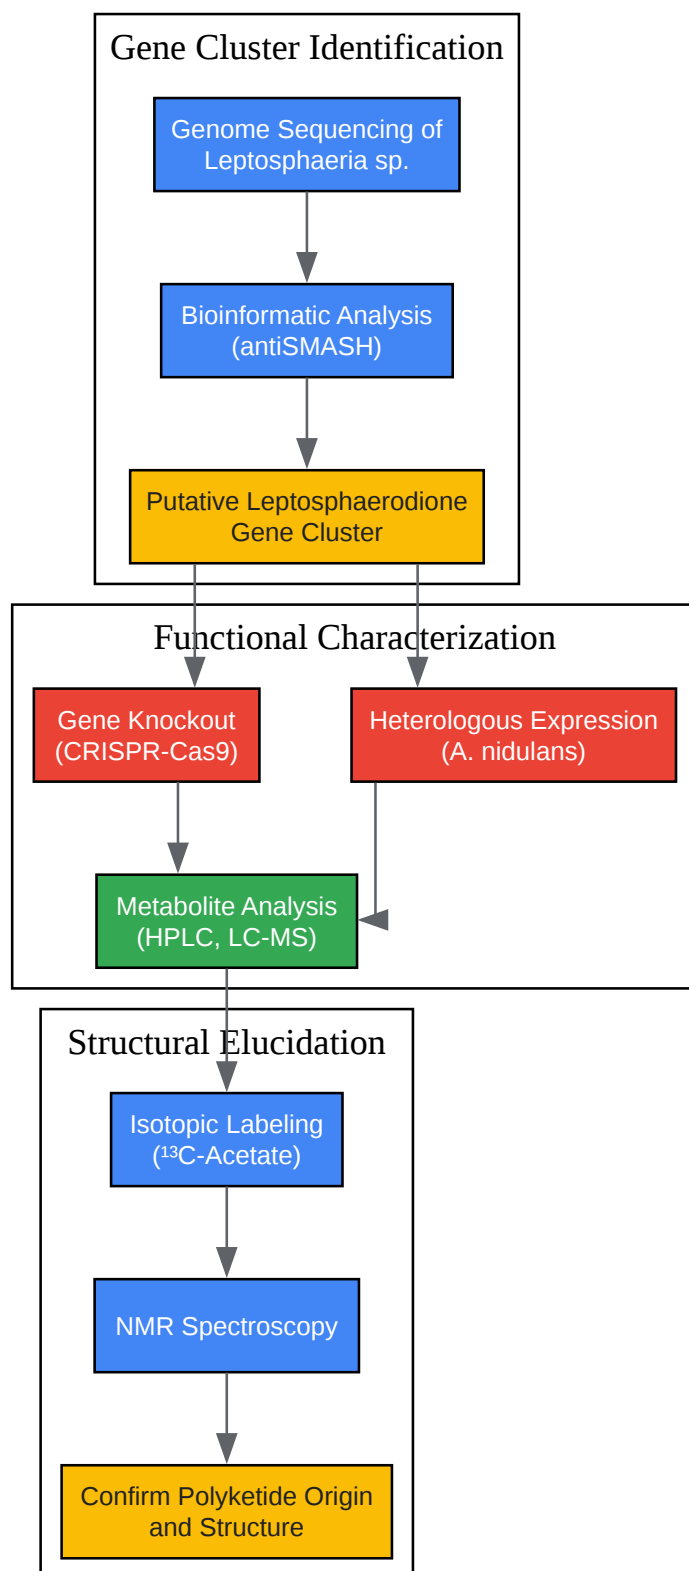 Gene Cluster Identification
Genome Sequencing of
Leptosphaeria sp.
Bioinformatic Analysis
(antiSMASH)
Putative Leptosphaerodione
Gene Cluster
Functional Characterization
Gene Knockout
(CRISPR-Cas9)
Heterologous Expression
(A. nidulans)
Metabolite Analysis
(HPLC, LC-MS)
Structural Elucidation
Isotopic Labeling
(¹³C-Acetate)
NMR Spectroscopy
Confirm Polyketide Origin
and Structure